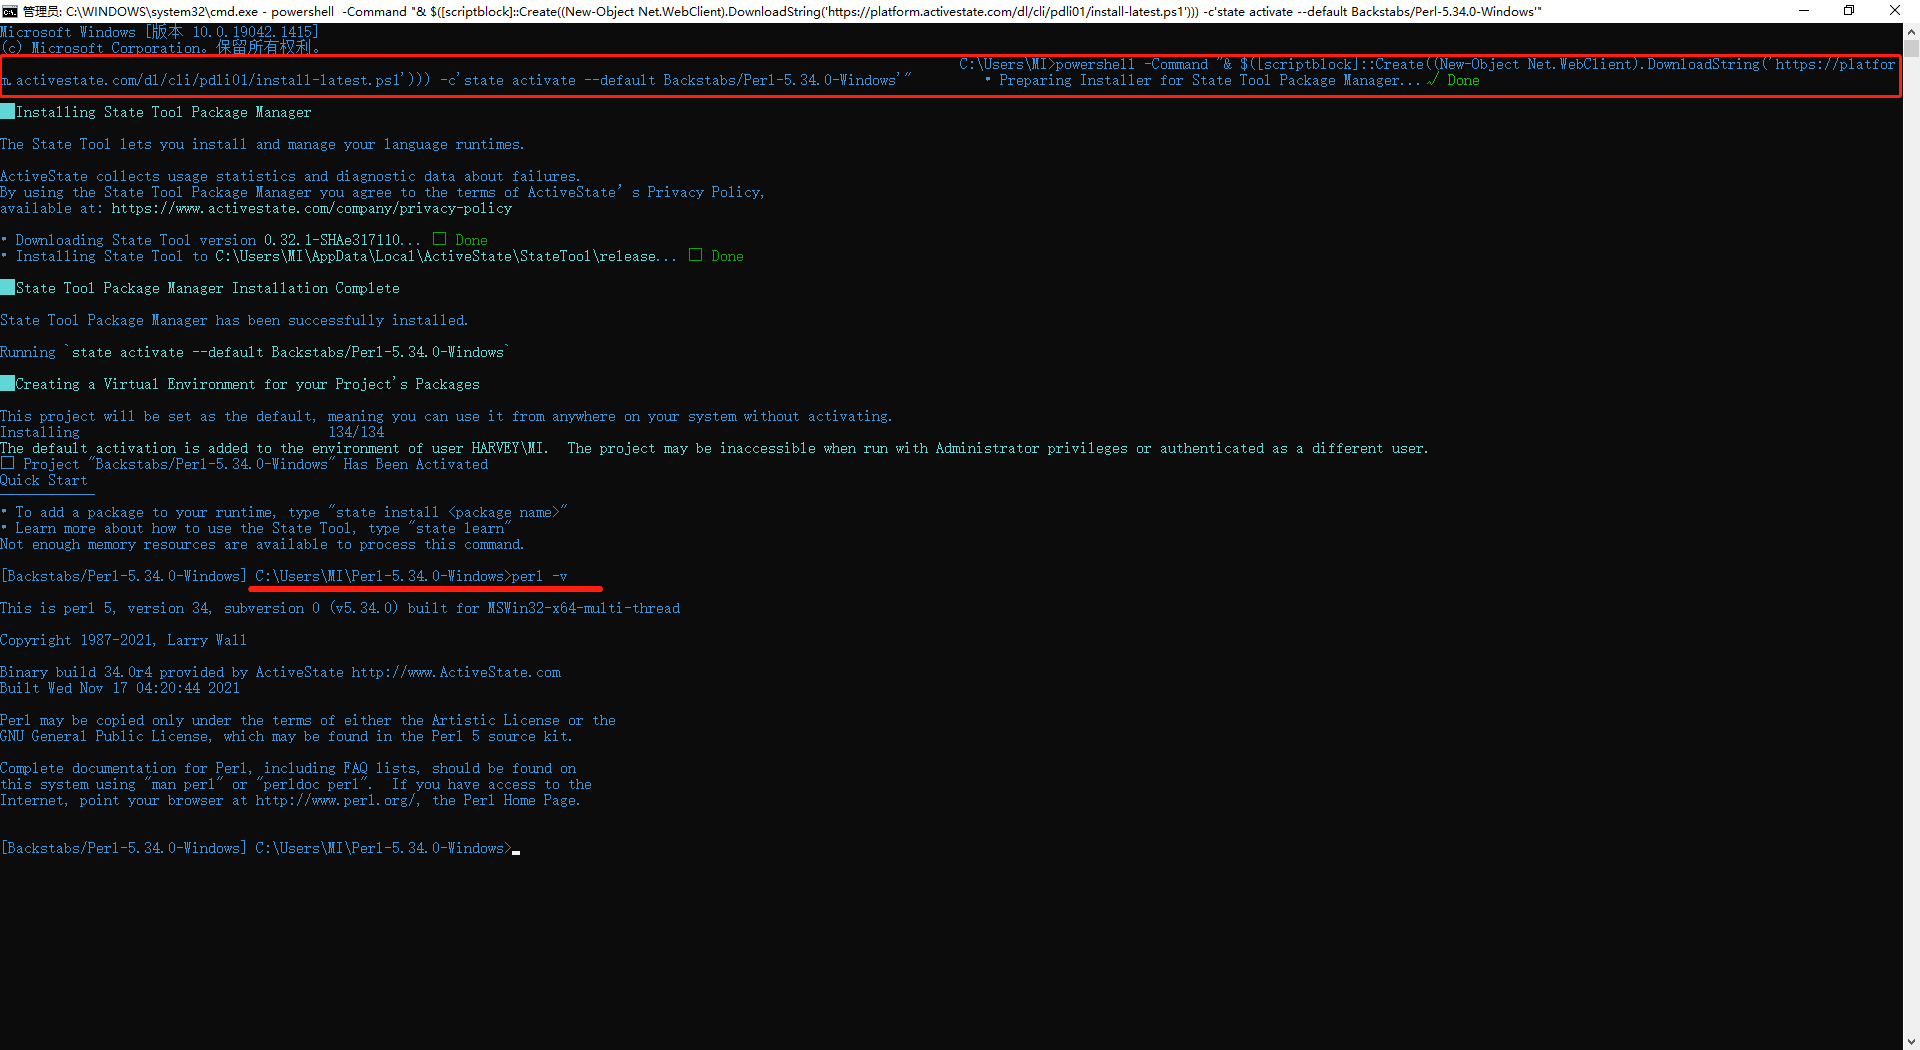 管理员: C:\WINDOWS\system32\cmd.exe - powershell  -Command "& $([scriptblock]::Create((New-Object Net.WebClient).DownloadString('https://platform.activestate.com/dl/cli/pdli01/install-latest.ps1'))) -c'state activate --default Backstabs/Perl-5.34.0-Windows'"
Microsoft Windows [版本 10.0.19042.1415]
(c) Microsoft Corporation。保留所有权利。
C:\Users\MI>powershell -Command "& $([scriptblock]::Create((New-Object Net.WebClient).DownloadString('https://platfor
m.activestate.com/dl/cli/pdli01/install-latest.ps1'))) -c'state activate --default Backstabs/Perl-5.34.0-Windows'"         • Preparing Installer for State Tool Package Manager... √ Done
Installing State Tool Package Manager
The State Tool lets you install and manage your language runtimes.
ActiveState collects usage statistics and diagnostic data about failures.
By using the State Tool Package Manager you agree to the terms of ActiveState’s Privacy Policy,
available at: https://www.activestate.com/company/privacy-policy
• Downloading State Tool version 0.32.1-SHAe317110... □ Done
• Installing State Tool to C:\Users\MI\AppData\Local\ActiveState\StateTool\release... □ Done
State Tool Package Manager Installation Complete
State Tool Package Manager has been successfully installed.
Running `state activate --default Backstabs/Perl-5.34.0-Windows`
Creating a Virtual Environment for your Project's Packages
This project will be set as the default, meaning you can use it from anywhere on your system without activating.
Installing                               134/134
The default activation is added to the environment of user HARVEY\MI.  The project may be inaccessible when run with Administrator privileges or authenticated as a different user.
□ Project "Backstabs/Perl-5.34.0-Windows" Has Been Activated
Quick Start
• To add a package to your runtime, type "state install <package name>"
• Learn more about how to use the State Tool, type "state learn"
Not enough memory resources are available to process this command.
[Backstabs/Perl-5.34.0-Windows] C:\Users\MI\Perl-5.34.0-Windows>perl -v
This is perl 5, version 34, subversion 0 (v5.34.0) built for MSWin32-x64-multi-thread
Copyright 1987-2021, Larry Wall
Binary build 34.0r4 provided by ActiveState http://www.ActiveState.com
Built Wed Nov 17 04:20:44 2021
Perl may be copied only under the terms of either the Artistic License or the
GNU General Public License, which may be found in the Perl 5 source kit.
Complete documentation for Perl, including FAQ lists, should be found on
this system using "man perl" or "perldoc perl".  If you have access to the
Internet, point your browser at http://www.perl.org/, the Perl Home Page.
[Backstabs/Perl-5.34.0-Windows] C:\Users\MI\Perl-5.34.0-Windows>